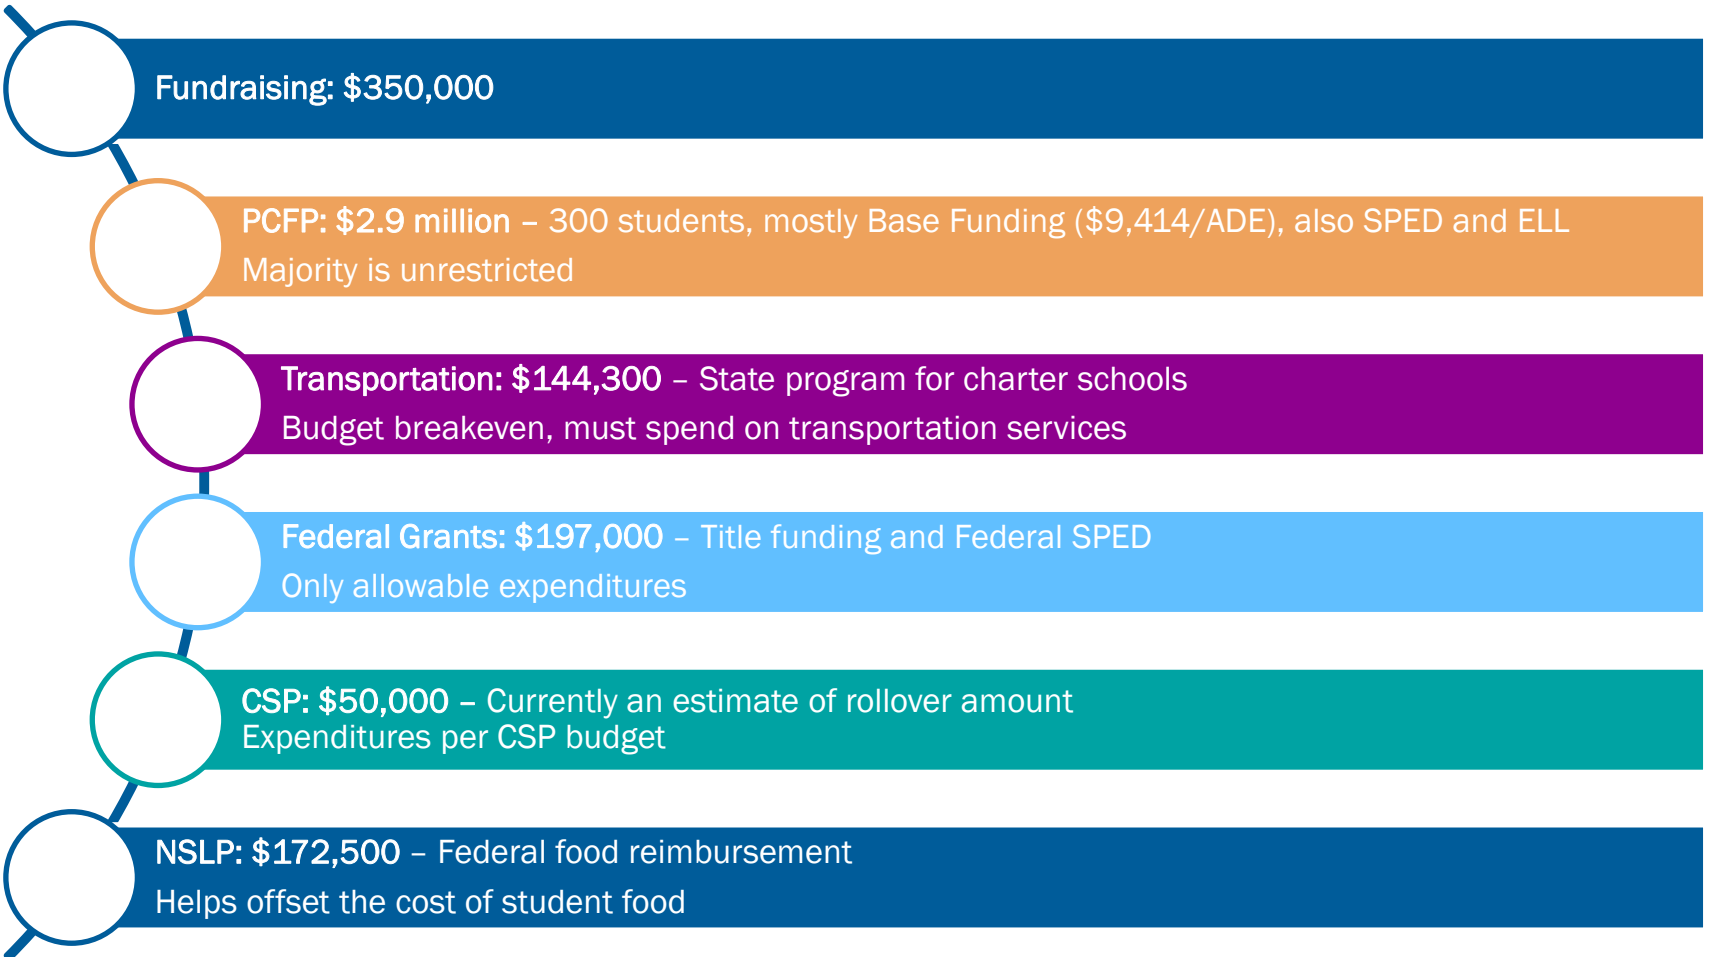 Fundraising: $350,000
PCFP: $2.9 million – 300 students, mostly Base Funding ($9,414/ADE), also SPED and ELL
Majority is unrestricted
Transportation: $144,300 – State program for charter schools
Budget breakeven, must spend on transportation services
Federal Grants: $197,000 – Title funding and Federal SPED
Only allowable expenditures
CSP: $50,000 – Currently an estimate of rollover amount
Expenditures per CSP budget
NSLP: $172,500 – Federal food reimbursement
Helps offset the cost of student food